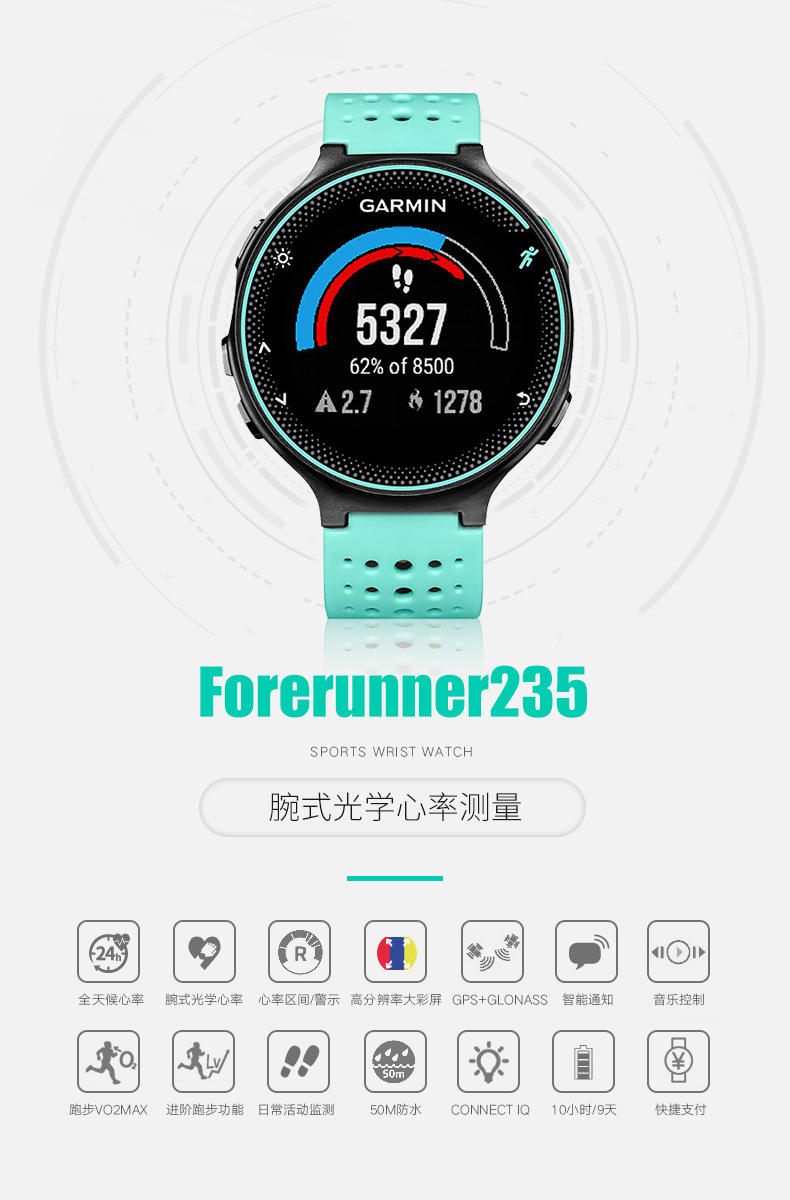 GARMIN
5327
62% of 8500
2.7 1278
Forerunner235
SPORTS WRIST WATCH
腕式光学心率测量
24h R
全天候心率 腕式光学心率 心率区间/警示 高分辨率大彩屏 GPS+GLONASS 智能通知 音乐控制
O2 LV 50m ¥
跑步VO2MAX 进阶跑步功能 日常活动监测 50M防水 CONNECT IQ 10小时/9天 快捷支付